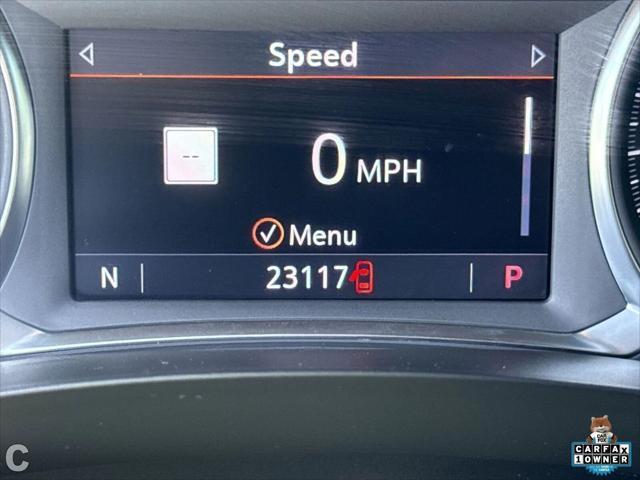 Speed
--
0 MPH
Menu
N 23117 P
C
CARFAX
1 OWNER